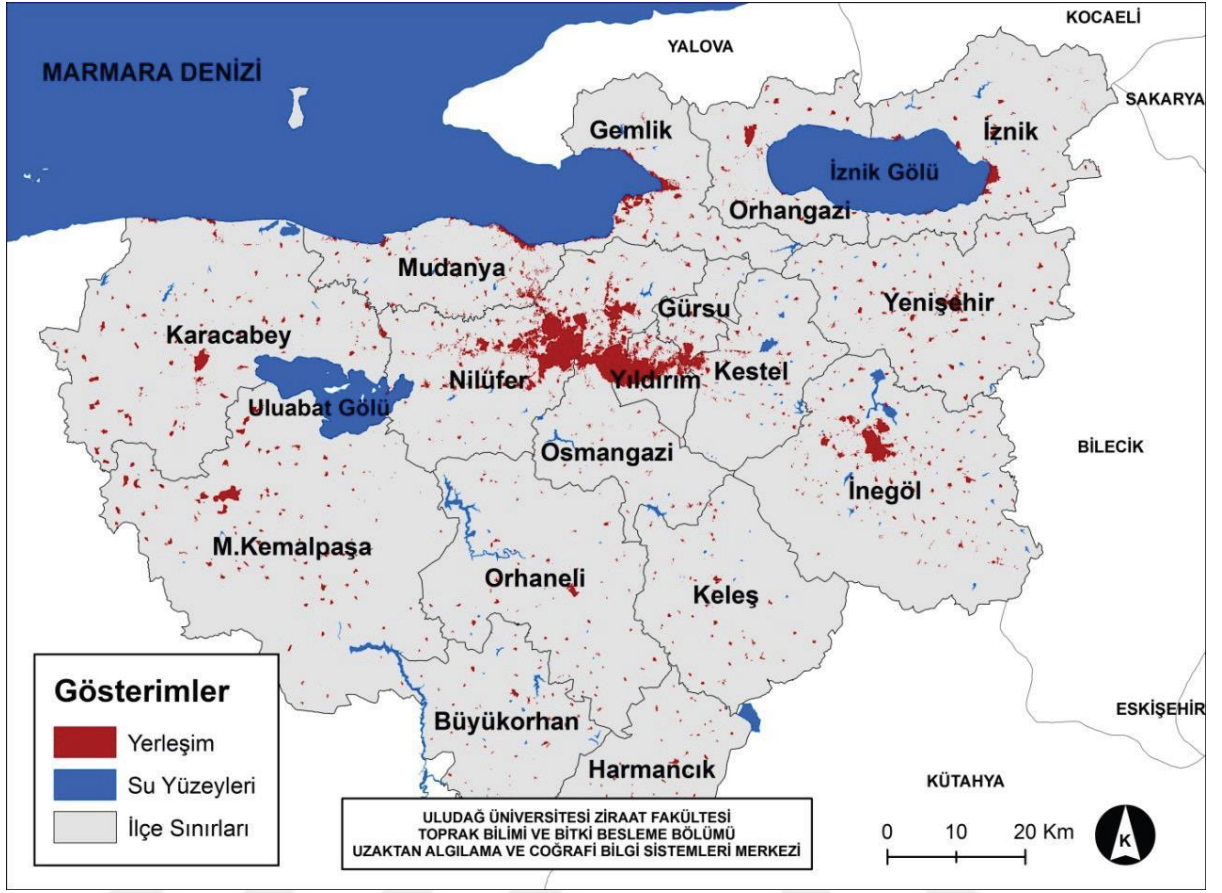 KOCAELİ
YALOVA
MARMARA DENİZİ
SAKARYA
Gemlik
İznik
İznik Gölü
Orhangazi
Mudanya
Yenişehir
Gürsu
Karacabey
Kestel
Nilüfer
Yıldırım
Uluabat Gölü
Osmangazi
BİLECİK
İnegöl
M.Kemalpaşa
Orhaneli
Keleş
Gösterimler
Yerleşim
Su Yüzeyleri
İlçe Sınırları
ESKİŞEHİR
Büyükorhan
Harmancık
KÜTAHYA
ULUDAĞ ÜNİVERSİTESİ ZİRAAT FAKÜLTESİ
TOPRAK BİLİMİ VE BİTKİ BESLEME BÖLÜMÜ
UZAKTAN ALGILAMA VE COĞRAFİ BİLGİ SİSTEMLERİ MERKEZİ
0 10 20 Km
K